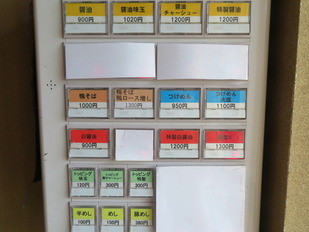 醤油
900円
醤油味玉
1020円
醤油
チャーシュー
1200円
特製醤油
1200円
鴨そば
1000円
鴨そば
鴨ロース増し
1300円
つけめん
950円
つけめん
1100円
白醤油
900円
特製白醤油
1200円
1300円
トッピング
味玉
120円
トッピング
300円
トッピング
300円
半めし
100円
めし
150円
豚めし
380円